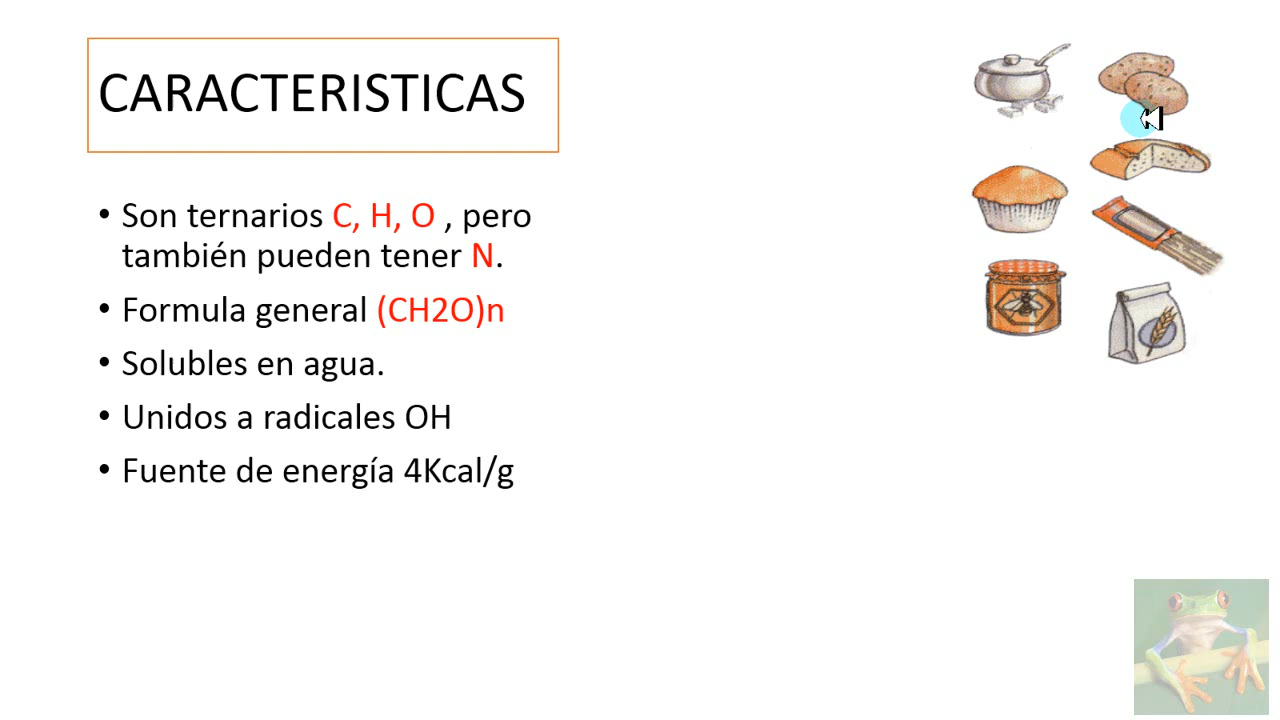 CARACTERISTICAS
• Son ternarios C, H, O , pero
también pueden tener N.
• Formula general (CH2O)n
• Solubles en agua.
• Unidos a radicales OH
• Fuente de energía 4Kcal/g